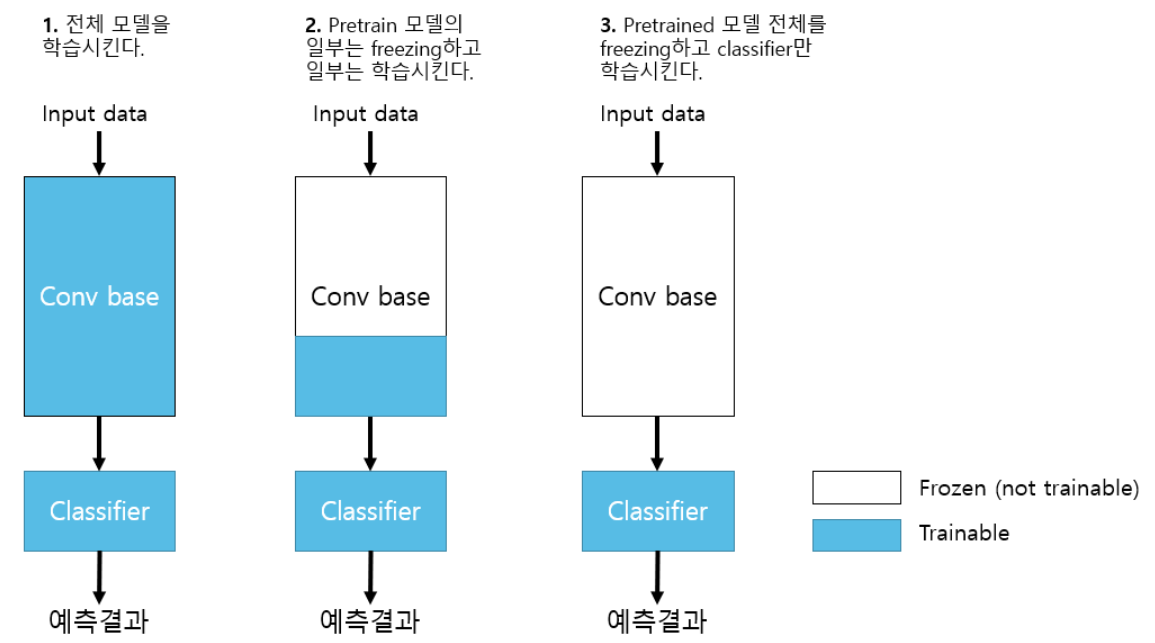 1. 전체 모델을
학습시킨다.
2. Pretrain 모델의
일부는 freezing하고
일부는 학습시킨다.
3. Pretrained 모델 전체를
freezing하고 classifier만
학습시킨다.
Input data
Input data
Input data
Conv base
Conv base
Conv base
Classifier
Classifier
Classifier
Frozen (not trainable)
Trainable
예측결과
예측결과
예측결과